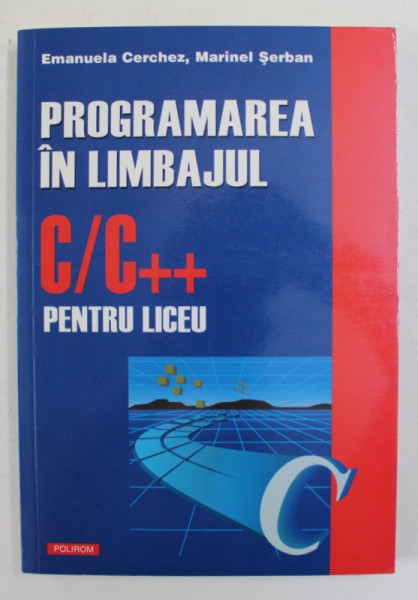 Emanuela Cerchez, Marinel Şerban
PROGRAMAREA
ÎN LIMBAJUL
C/C++
PENTRU LICEU
C
POLIROM